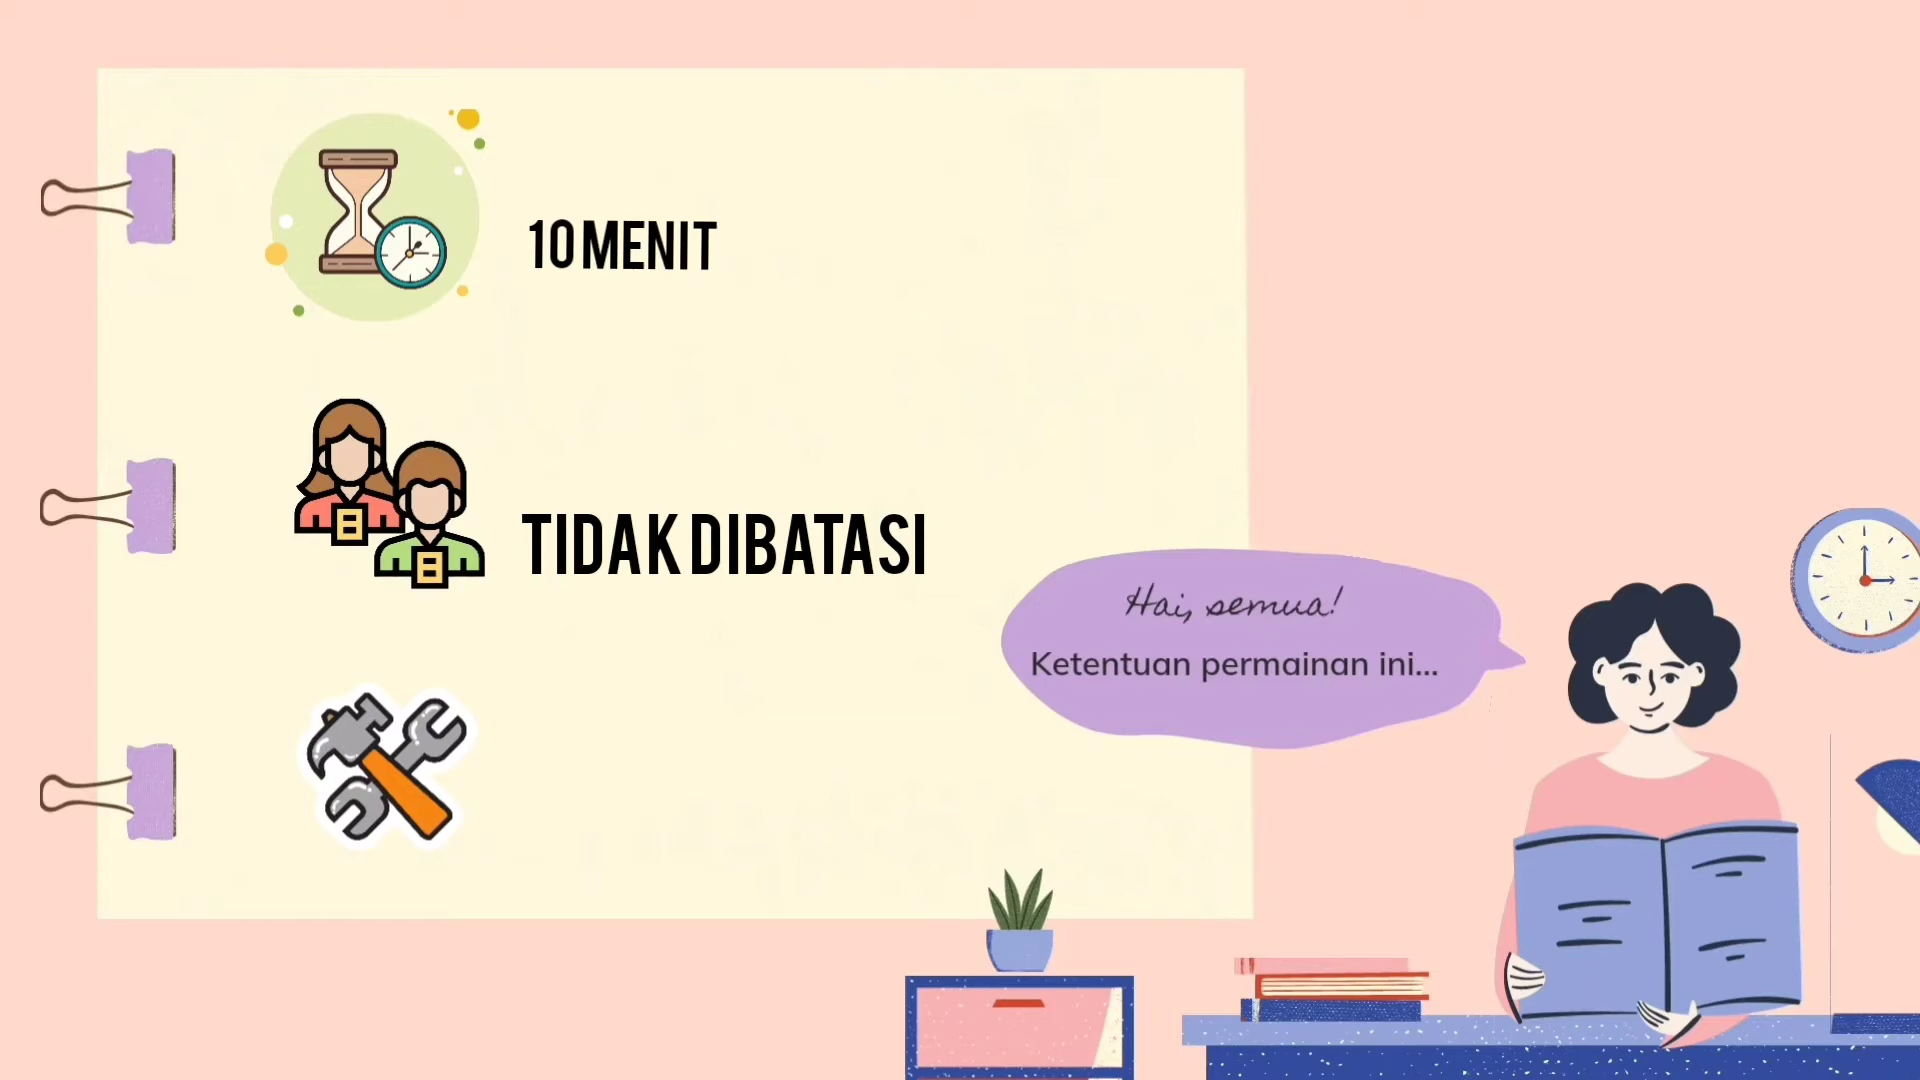 10 MENIT
TIDAK DIBATASI
Hai, semua!
Ketentuan permainan ini...